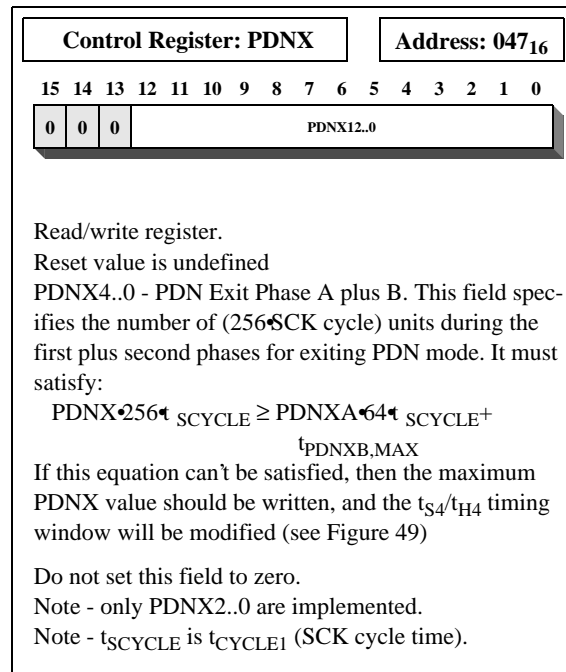 Control Register: PDNX
Address: 047₁₆
15 14 13 12 11 10 9 8 7 6 5 4 3 2 1 0
0 0 0 PDNX12..0
Read/write register.
Reset value is undefined
PDNX4..0 - PDN Exit Phase A plus B. This field spec-
ifies the number of (256•SCK cycle) units during the
first plus second phases for exiting PDN mode. It must
satisfy:
PDNX•256•t SCYCLE ≥ PDNXA•64•t SCYCLE+
tPDNXB,MAX
If this equation can't be satisfied, then the maximum
PDNX value should be written, and the tS4/tH4 timing
window will be modified (see Figure 49)
Do not set this field to zero.
Note - only PDNX2..0 are implemented.
Note - tSCYCLE is tCYCLE1 (SCK cycle time).